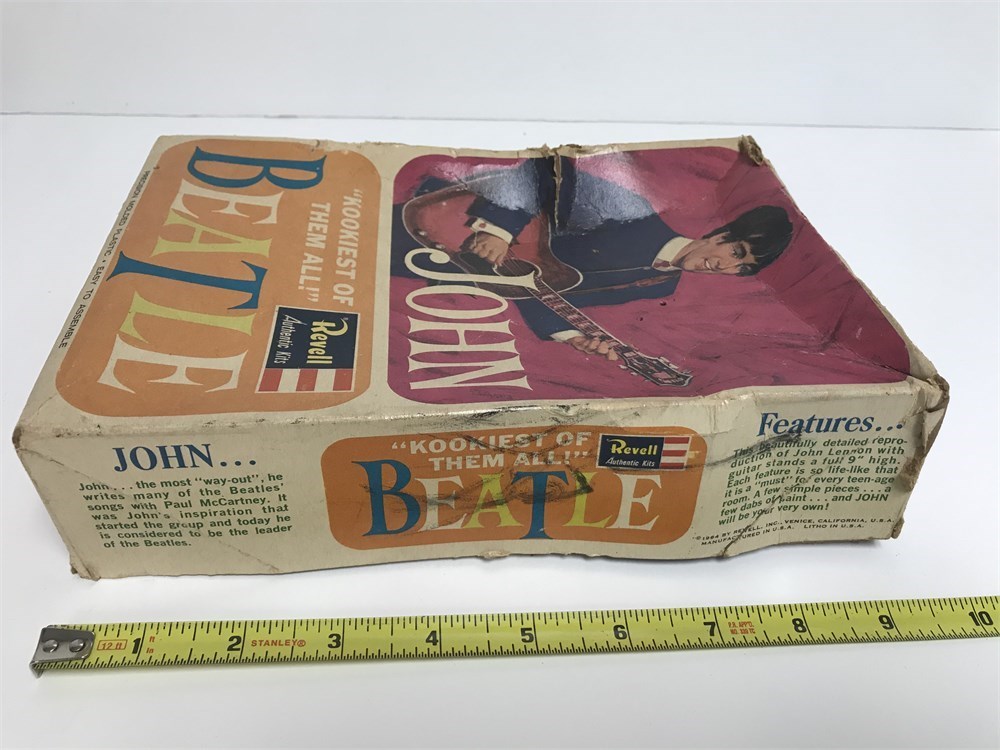 BEATLE
"KOOKIEST OF
THEM ALL!"
Revell
Authentic Kits
PRECISION MOLDED PLASTIC • EASY TO ASSEMBLE
JOHN
JOHN...
John... the most "way-out", he
writes many of the Beatles'
songs with Paul McCartney. It
was John's inspiration that
started the group and today he
is considered to be the leader
of the Beatles.
"KOOKIEST OF
THEM ALL!"
Revell
Authentic Kits
BEATLE
Features...
This beautifully detailed repro-
duction of John Lennon with
guitar stands a full 9" high.
Each feature is so life-like that
it is a "must" for every teen-age
room. A few simple pieces... a
few dabs of paint... and JOHN
will be your very own!
©1964 BY REVELL, INC., VENICE, CALIFORNIA, U.S.A.
MANUFACTURED IN U.S.A. LITHO IN U.S.A.
12 ft 1 ft in 2 STANLEY® 3 4 5 6 7 P.R. APP'D. 8 9 10